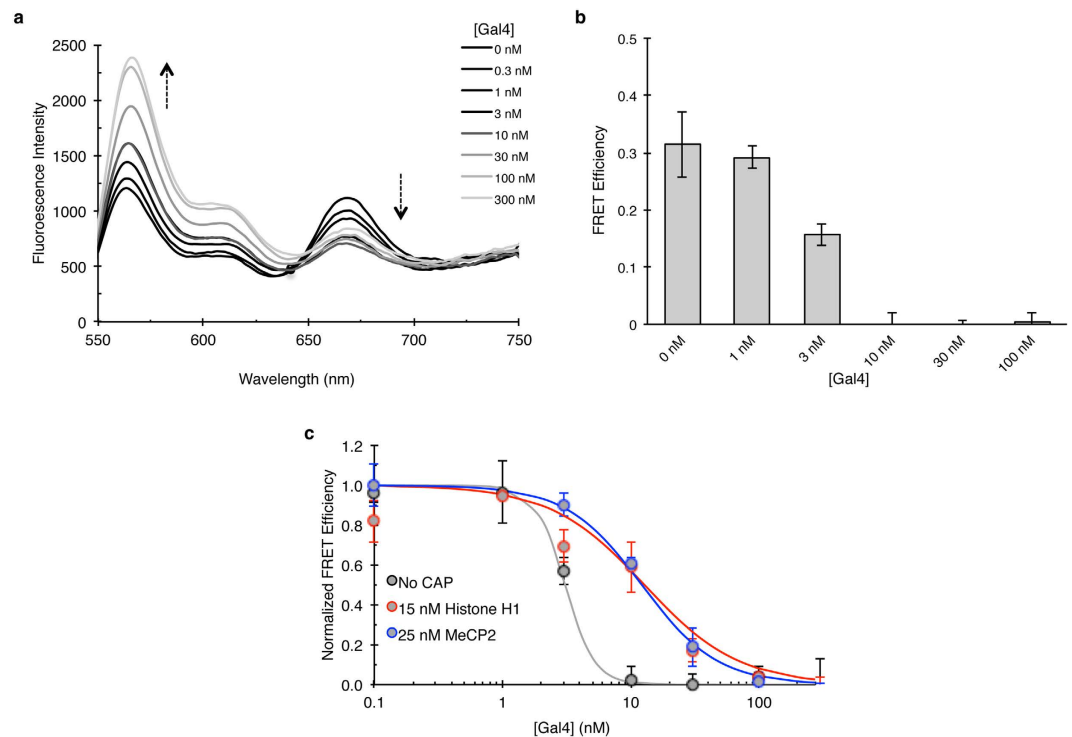 a
[Gal4]
0 nM
0.3 nM
1 nM
3 nM
10 nM
30 nM
100 nM
300 nM
2500
2000
1500
1000
500
0
Fluoroescence Intensity
550
600
650
700
750
Wavelength (nm)
b
0.5
0.4
0.3
0.2
0.1
0
FRET Efficiency
0 nM
1 nM
3 nM
10 nM
30 nM
100 nM
[Gal4]
c
1.2
1.0
0.8
0.6
0.4
0.2
0.0
Normalized FRET Efficiency
No CAP
15 nM Histone H1
25 nM MeCP2
0.1
1
10
100
[Gal4] (nM)